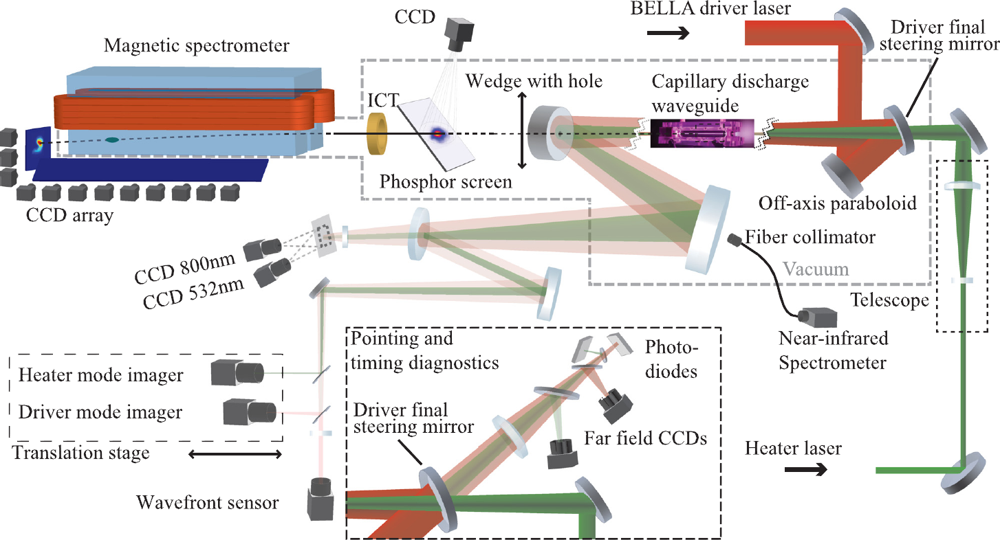 BELLA driver laser
CCD
Driver final
steering mirror
Magnetic spectrometer
Wedge with hole
Capillary discharge
waveguide
ICT
Phosphor screen
Off-axis paraboloid
CCD array
Fiber collimator
CCD 800nm
CCD 532nm
Vacuum
Telescope
Near-infrared
Spectrometer
Pointing and
timing diagnostics
Photo-
diodes
Heater mode imager
Driver mode imager
Driver final
steering mirror
Far field CCDs
Translation stage
Heater laser
Wavefront sensor